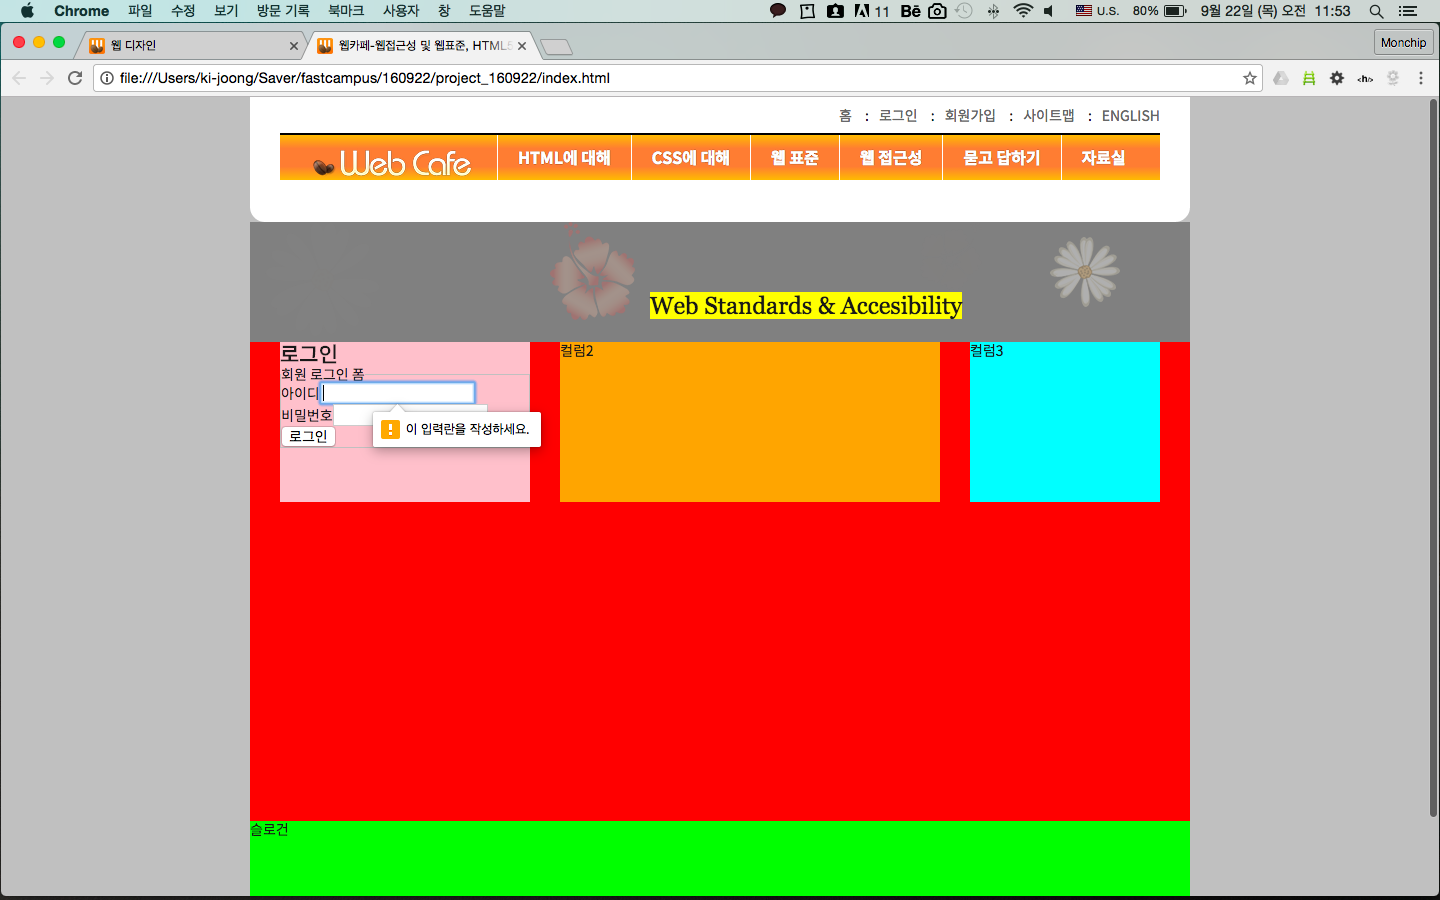 Chrome 파일 수정 보기 방문 기록 북마크 사용자 창 도움말 11 Bē U.S. 80% 9월 22일 (목) 오전 11:53
웹 디자인 웹카페-웹접근성 및 웹표준, HTML5 Monchip
file:///Users/ki-joong/Saver/fastcampus/160922/project_160922/index.html <h/>
홈 : 로그인 : 회원가입 : 사이트맵 : ENGLISH
Web Cafe HTML에 대해 CSS에 대해 웹 표준 웹 접근성 묻고 답하기 자료실
Web Standards & Accesibility
로그인 컬럼2 컬럼3
회원 로그인 폼
아이디
비밀번호
이 입력란을 작성하세요.
로그인
슬로건